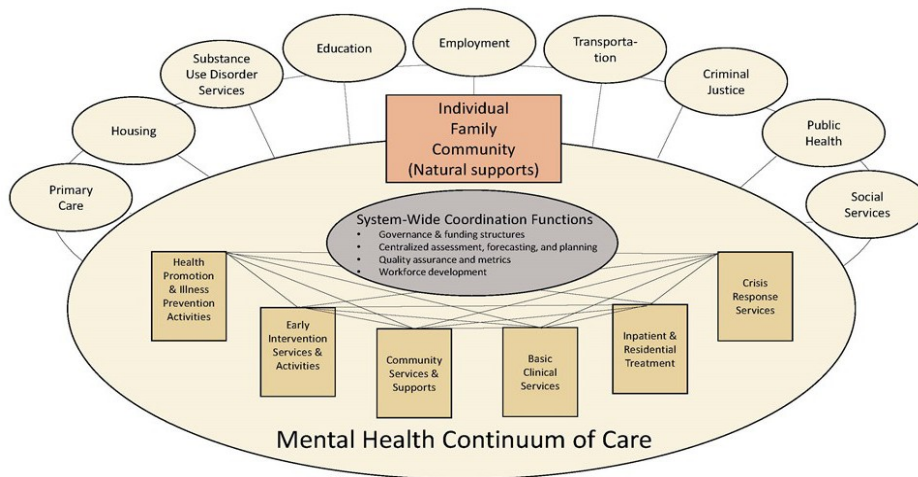 Primary
Care
Housing
Substance
Use Disorder
Services
Education
Employment
Transporta-
tion
Criminal
Justice
Public
Health
Social
Services
Individual
Family
Community
(Natural supports)
System-Wide Coordination Functions
• Governance & funding structures
• Centralized assessment, forecasting, and planning
• Quality assurance and metrics
• Workforce development
Health
Promotion
& Illness
Prevention
Activities
Early
Intervention
Services &
Activities
Community
Services &
Supports
Basic
Clinical
Services
Inpatient &
Residential
Treatment
Crisis
Response
Services
Mental Health Continuum of Care